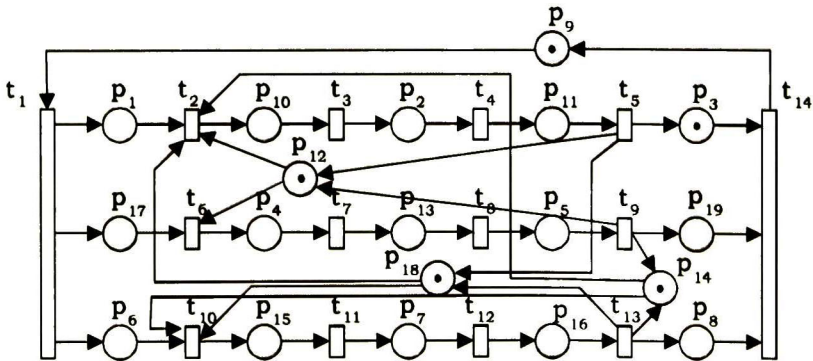 p₉
t₁ p₁ t₂ p₁₀ t₃ p₂ t₄ p₁₁ t₅ p₃ t₁₄
p₁₂
p₁₇ t₆ p₄ t₇ p₁₃ t₈ p₅ t₉ p₁₉
p₁₈ p₁₄
p₆ t₁₀ p₁₅ t₁₁ p₇ t₁₂ p₁₆ t₁₃ p₈